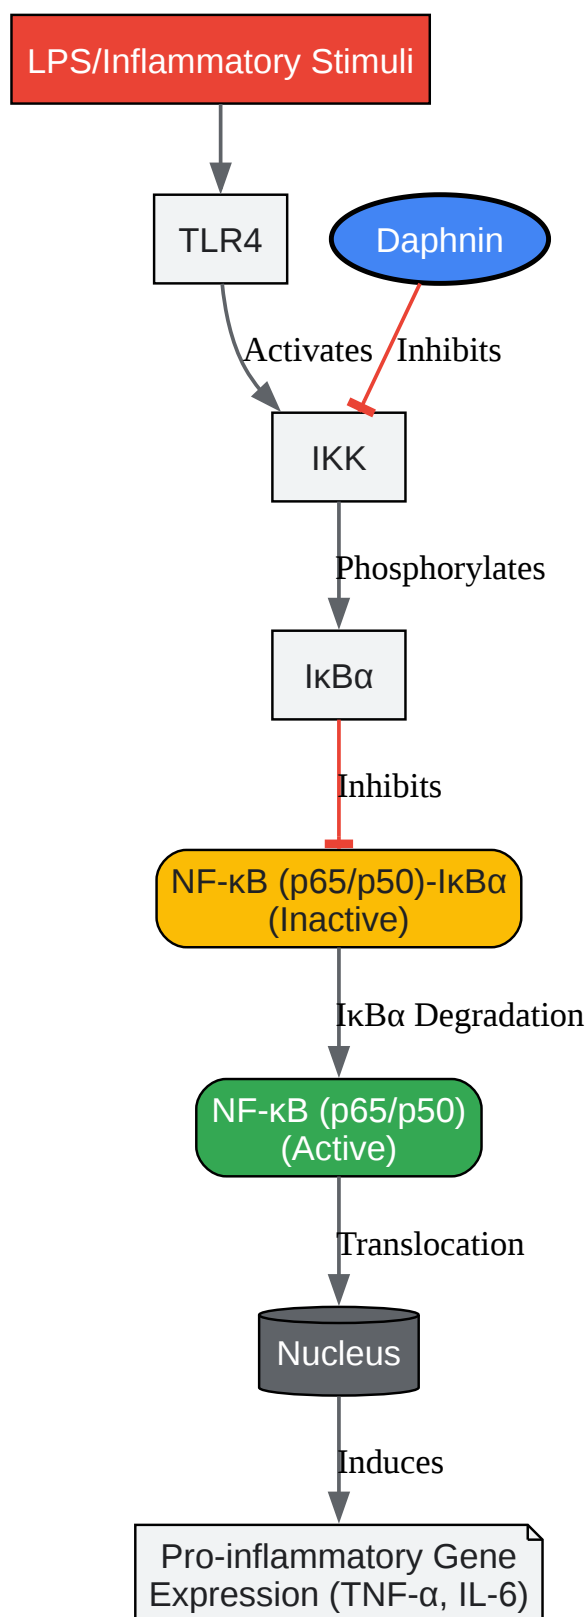 LPS/Inflammatory Stimuli
TLR4
Daphnin
Activates
Inhibits
IKK
Phosphorylates
IκBα
Inhibits
NF-κB (p65/p50)-IκBα
(Inactive)
IκBα Degradation
NF-κB (p65/p50)
(Active)
Translocation
Nucleus
Induces
Pro-inflammatory Gene
Expression (TNF-α, IL-6)